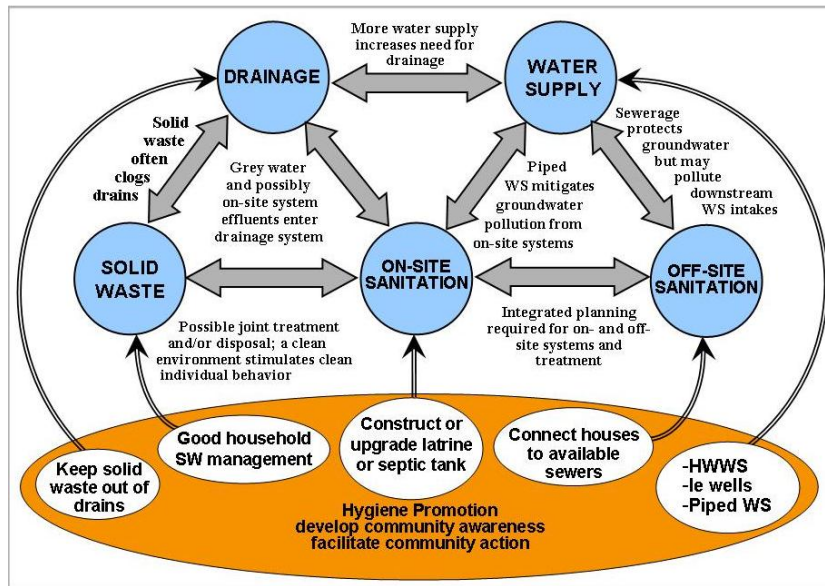 More water supply
increases need for
drainage
DRAINAGE
WATER
SUPPLY
Solid
waste
often
clogs
drains
Grey water
and possibly
on-site system
effluents enter
drainage system
Piped
WS mitigates
groundwater
pollution from
on-site systems
Sewerage
protects
groundwater
but may
pollute
downstream
WS intakes
SOLID
WASTE
ON-SITE
SANITATION
OFF-SITE
SANITATION
Possible joint treatment
and/or disposal; a clean
environment stimulates clean
individual behavior
Integrated planning
required for on- and off-
site systems and
treatment
Keep solid
waste out of
drains
Good household
SW management
Construct or
upgrade latrine
or septic tank
Connect houses
to available
sewers
-HWWS
-Ie wells
-Piped WS
Hygiene Promotion
develop community awareness
facilitate community action